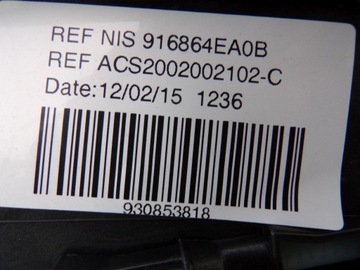 REF NIS 916864EA0B
REF ACS2002002102-C
Date:12/02/15 1236
930853818